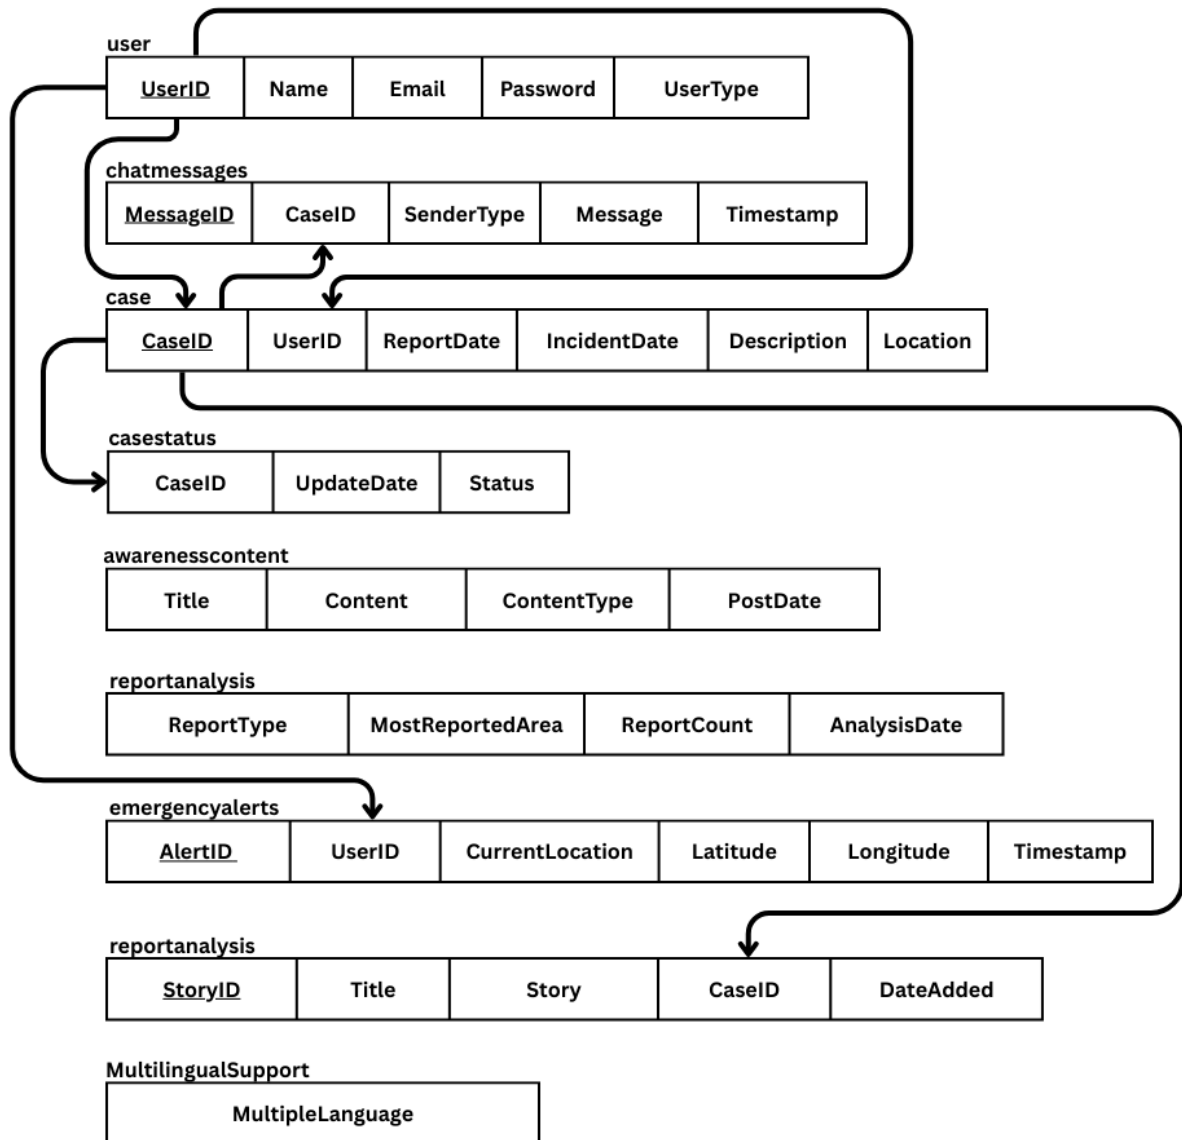 user
UserID Name Email Password UserType
chatmessages
MessageID CaseID SenderType Message Timestamp
case
CaseID UserID ReportDate IncidentDate Description Location
casestatus
CaseID UpdateDate Status
awarenesscontent
Title Content ContentType PostDate
reportanalysis
ReportType MostReportedArea ReportCount AnalysisDate
emergencyalerts
AlertID UserID CurrentLocation Latitude Longitude Timestamp
reportanalysis
StoryID Title Story CaseID DateAdded
MultilingualSupport
MultipleLanguage